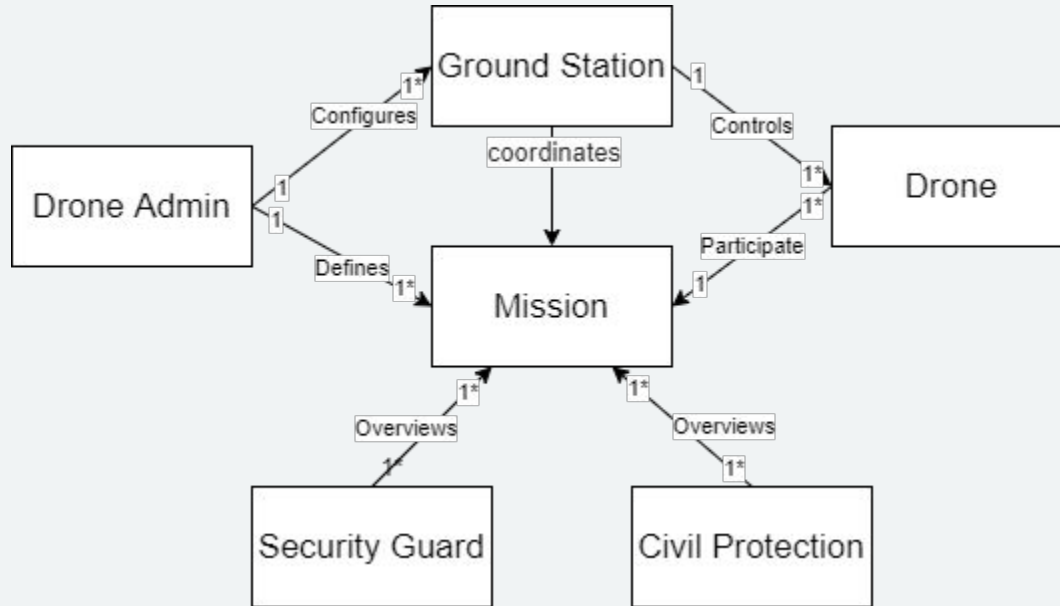 Ground Station
1*
1
Configures
Controls
coordinates
1*
Drone
1*
Drone Admin
1
1
Participate
Defines
1*
1
Mission
1*
1*
Overviews
Overviews
1*
1*
Security Guard
Civil Protection